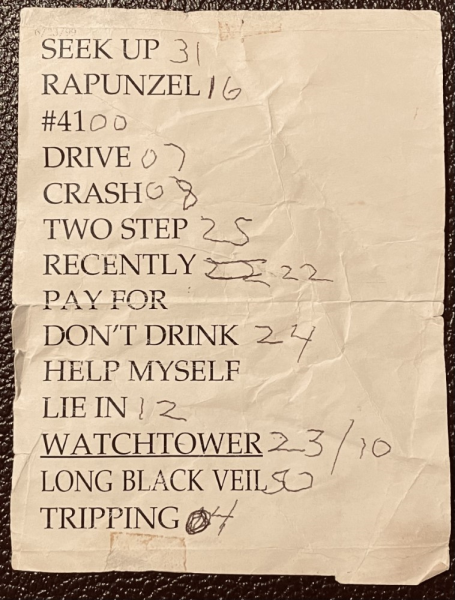 SEEK UP 31
RAPUNZEL 16
#41 00
DRIVE 07
CRASH 08
TWO STEP 25
RECENTLY 22
PAY FOR
DON'T DRINK 24
HELP MYSELF
LIE IN 12
WATCHTOWER 23/10
LONG BLACK VEIL 50
TRIPPING 04